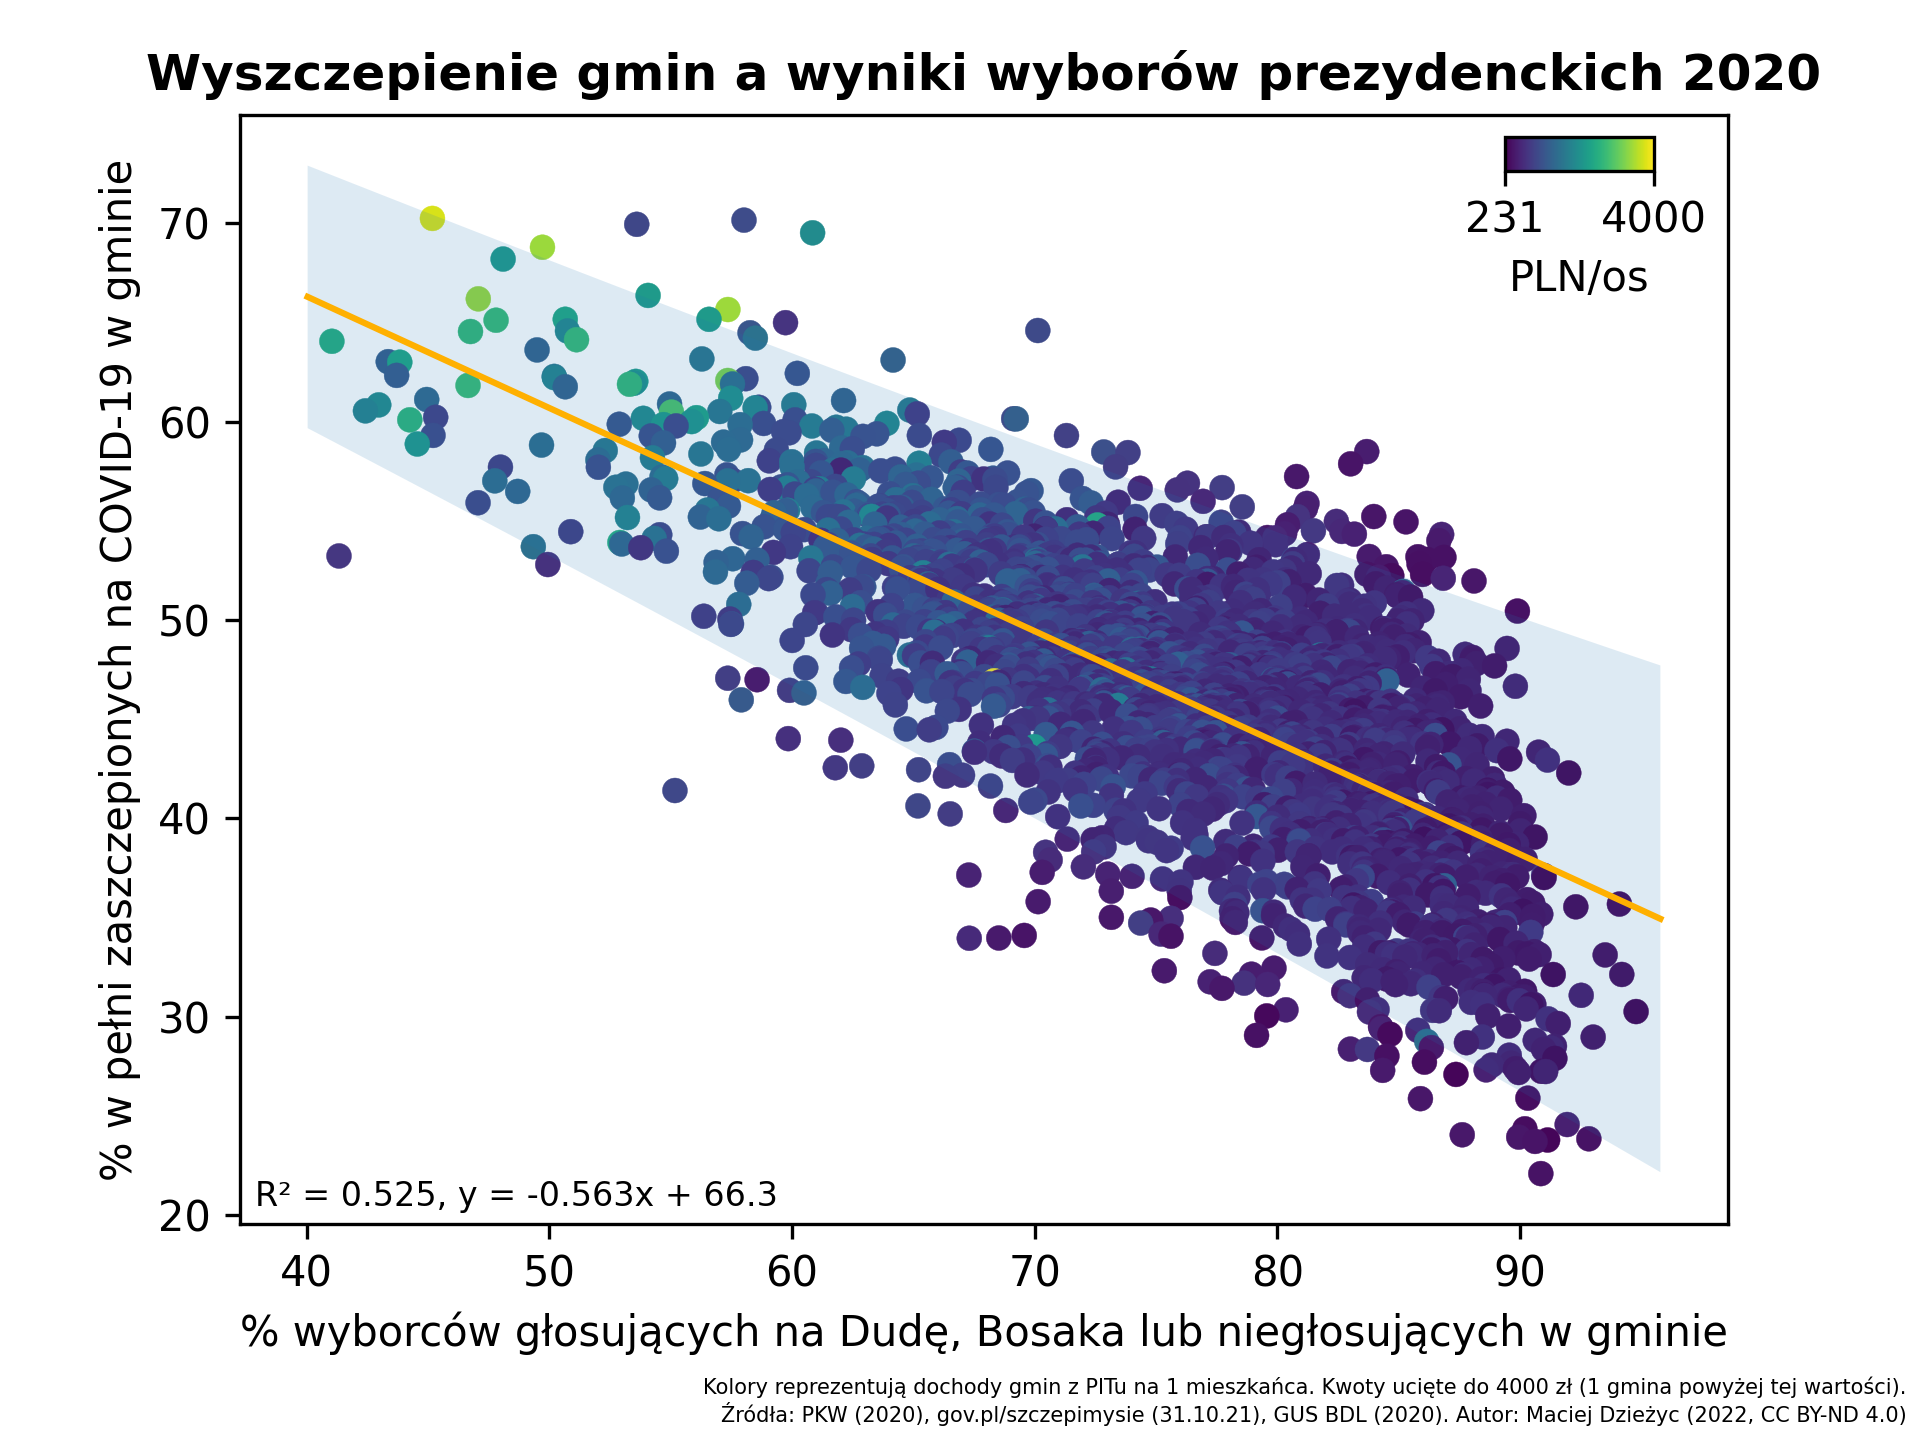 Wyszczepienie gmin a wyniki wyborów prezydenckich 2020
% w pełni zaszczepionych na COVID-19 w gminie
70
60
50
40
30
20
231 4000
PLN/os
R² = 0.525, y = -0.563x + 66.3
40 50 60 70 80 90
% wyborców głosujących na Dudę, Bosaka lub niegłosujących w gminie
Kolory reprezentują dochody gmin z PITu na 1 mieszkańca. Kwoty ucięte do 4000 zł (1 gmina powyżej tej wartości).
Źródła: PKW (2020), gov.pl/szczepimysie (31.10.21), GUS BDL (2020). Autor: Maciej Dzieżyc (2022, CC BY-ND 4.0)